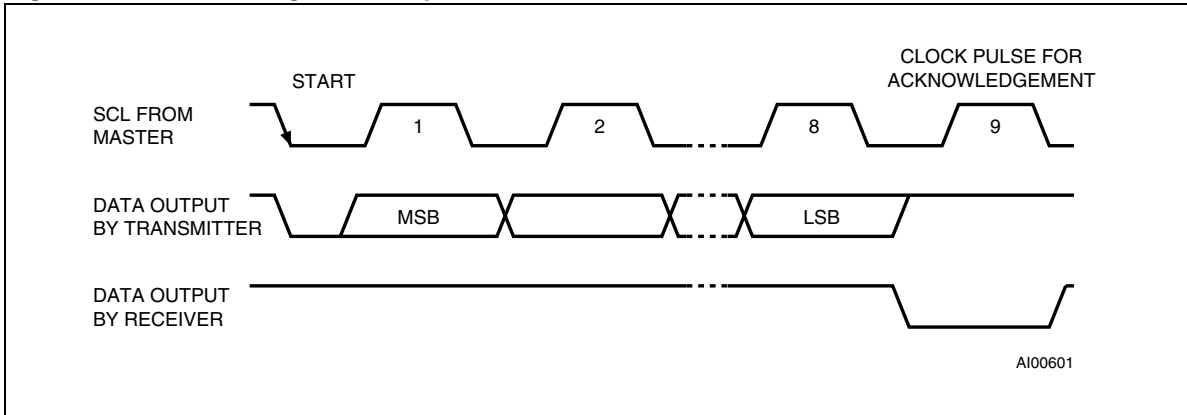 START
CLOCK PULSE FOR
ACKNOWLEDGEMENT
SCL FROM
MASTER
1
2
8
9
DATA OUTPUT
BY TRANSMITTER
MSB
LSB
DATA OUTPUT
BY RECEIVER
AI00601